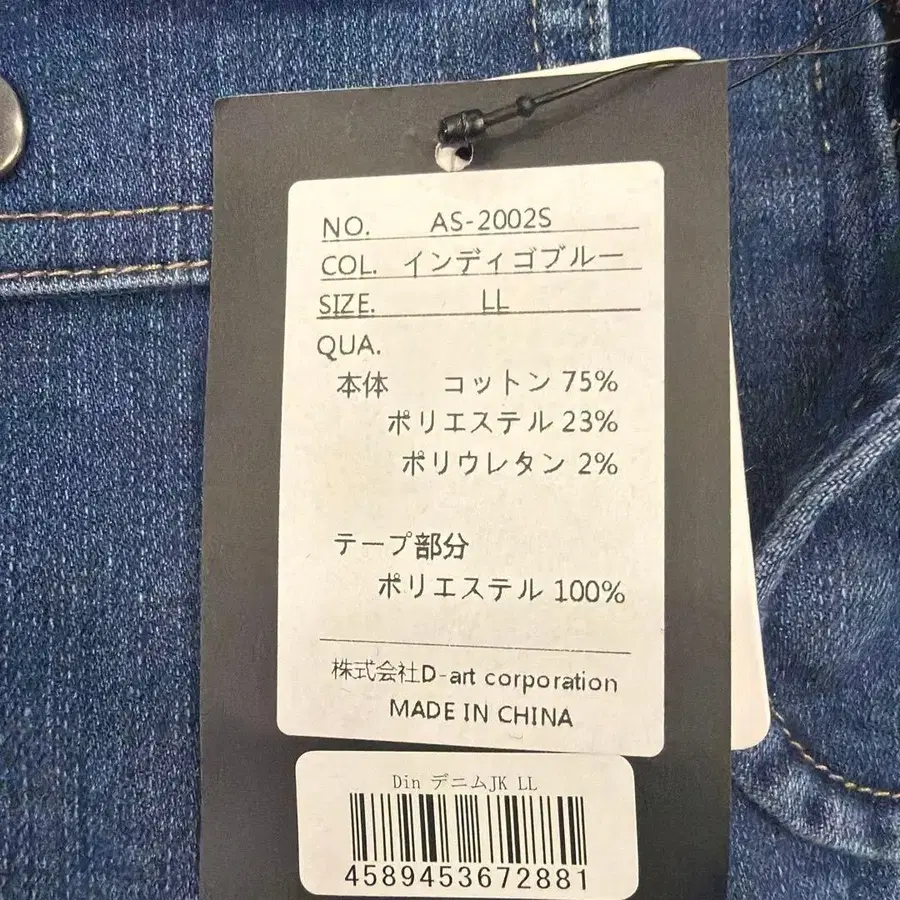 NO. AS-2002S
COL. インディゴブルー
SIZE. LL
QUA.
本体 コットン 75%
ポリエステル 23%
ポリウレタン 2%
テープ部分
ポリエステル 100%
株式会社D-art corporation
MADE IN CHINA
Din デニムJK LL
4589453672881